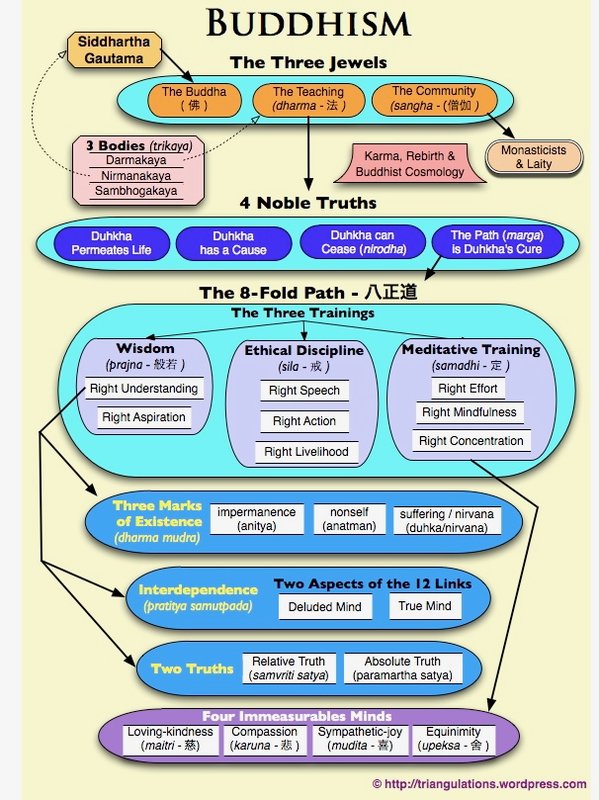 BUDDHISM
Siddhartha
Gautama
The Three Jewels
The Buddha
( 佛 )
The Teaching
(dharma - 法 )
The Community
(sangha - (僧伽 )
3 Bodies (trikaya)
Darmakaya
Nirmanakaya
Sambhogakaya
Karma, Rebirth &
Buddhist Cosmology
Monasticists
& Laity
4 Noble Truths
Duhkha
Permeates Life
Duhkha
has a Cause
Duhkha can
Cease (nirodha)
The Path (marga)
is Duhkha's Cure
The 8-Fold Path - 八正道
The Three Trainings
Wisdom
(prajna - 般若 )
Right Understanding
Right Aspiration
Ethical Discipline
(sila - 戒 )
Right Speech
Right Action
Right Livelihood
Meditative Training
(samadhi - 定 )
Right Effort
Right Mindfulness
Right Concentration
Three Marks
of Existence
(dharma mudra)
impermanence
(anitya)
nonself
(anatman)
suffering / nirvana
(duhka/nirvana)
Interdependence
(pratitya samutpada)
Two Aspects of the 12 Links
Deluded Mind
True Mind
Two Truths
Relative Truth
(samvriti satya)
Absolute Truth
(paramartha satya)
Four Immeasurables Minds
Loving-kindness
(maitri - 慈)
Compassion
(karuna - 悲 )
Sympathetic-joy
(mudita - 喜)
Equinimity
(upeksa - 舍 )
© http://triangulations.wordpress.com